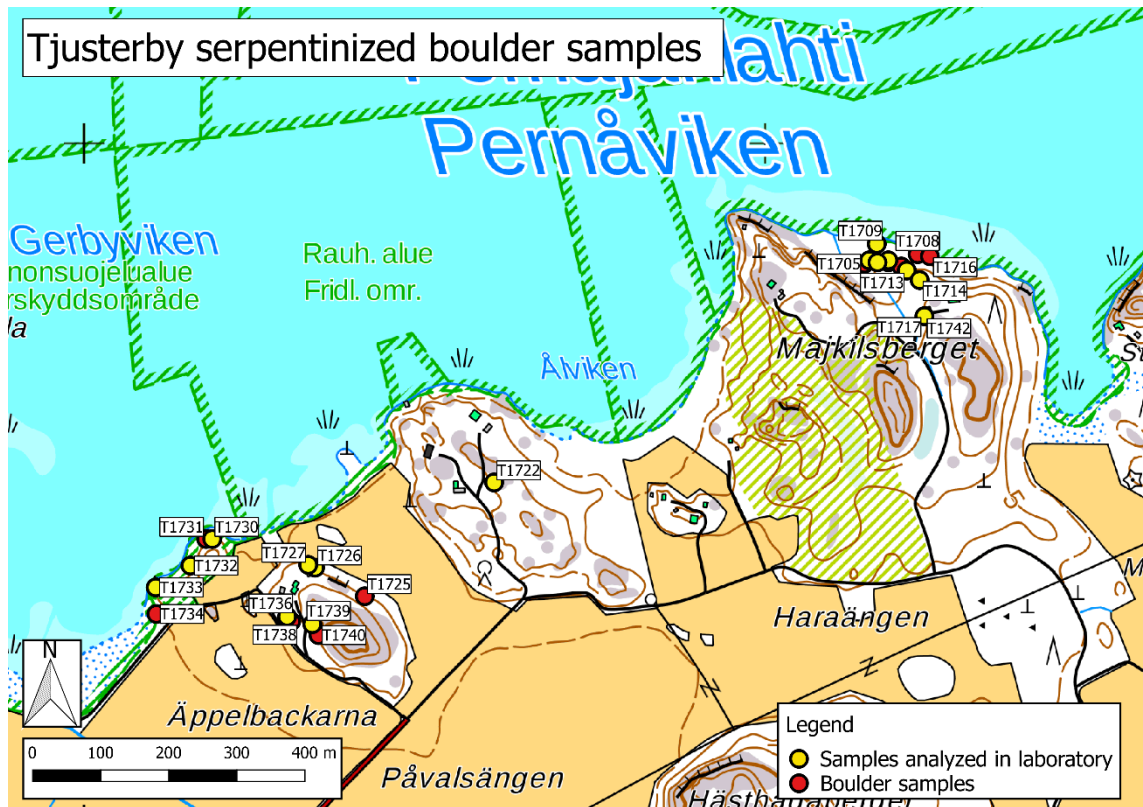 Tjusterby serpentinized boulder samples
Pernåviken
Gerbyviken
nonsuojelualue
rskyddsområde
Rauh. alue
Fridl. omr.
Ålviken
T1709
T1708
T1705
T1716
T1713
T1714
T1717
T1742
Majkilsberget
St
T1722
T1731
T1730
T1727
T1726
T1732
T1725
T1733
T1736
T1739
T1734
T1738
T1740
Haraängen
M
N
Äppelbackarna
Påvalsängen
0 100 200 300 400 m
Legend
Samples analyzed in laboratory
Boulder samples